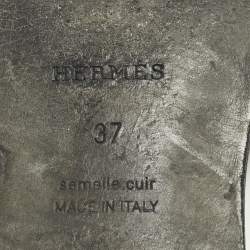 HERMES
37
semelle.cuir
MADE IN ITALY